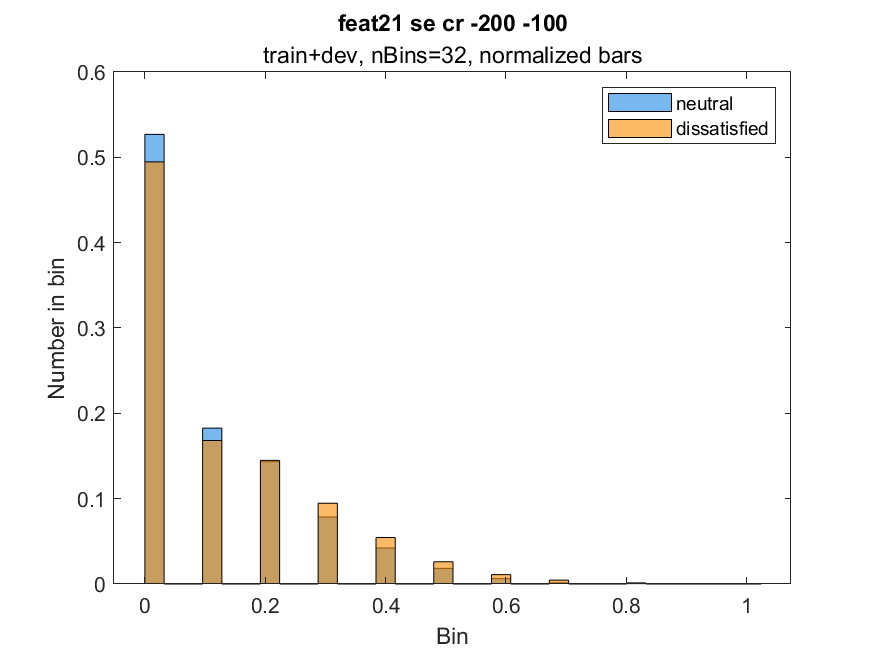 feat21 se cr -200 -100
train+dev, nBins=32, normalized bars
neutral
dissatisfied
Number in bin
0.6
0.5
0.4
0.3
0.2
0.1
0
0 0.2 0.4 0.6 0.8 1
Bin